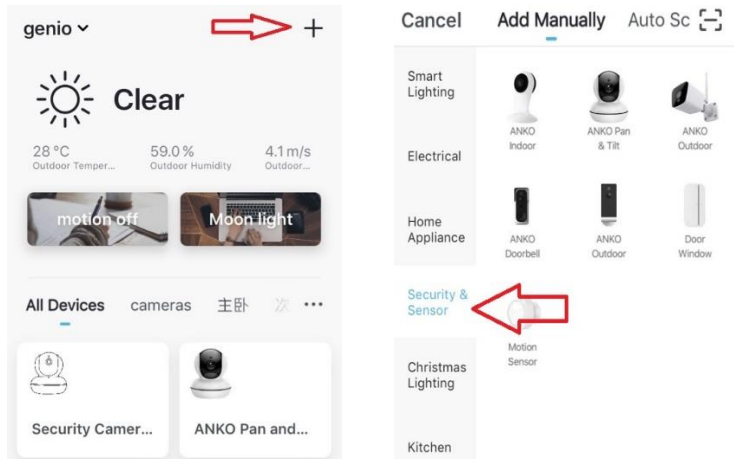 genio
Clear
28 °C
59.0 %
4.1 m/s
Outdoor Temper...
Outdoor Humidity
Outdoor...
motion off
Moon light
All Devices
cameras
主卧
次
...
Security Camer...
ANKO Pan and...
Cancel
Add Manually
Auto Sc
Smart
Lighting
Electrical
Home
Appliance
Security &
Sensor
Christmas
Lighting
Kitchen
ANKO
Indoor
ANKO Pan
& Tilt
ANKO
Outdoor
ANKO
Doorbell
ANKO
Outdoor
Door
Window
Motion
Sensor